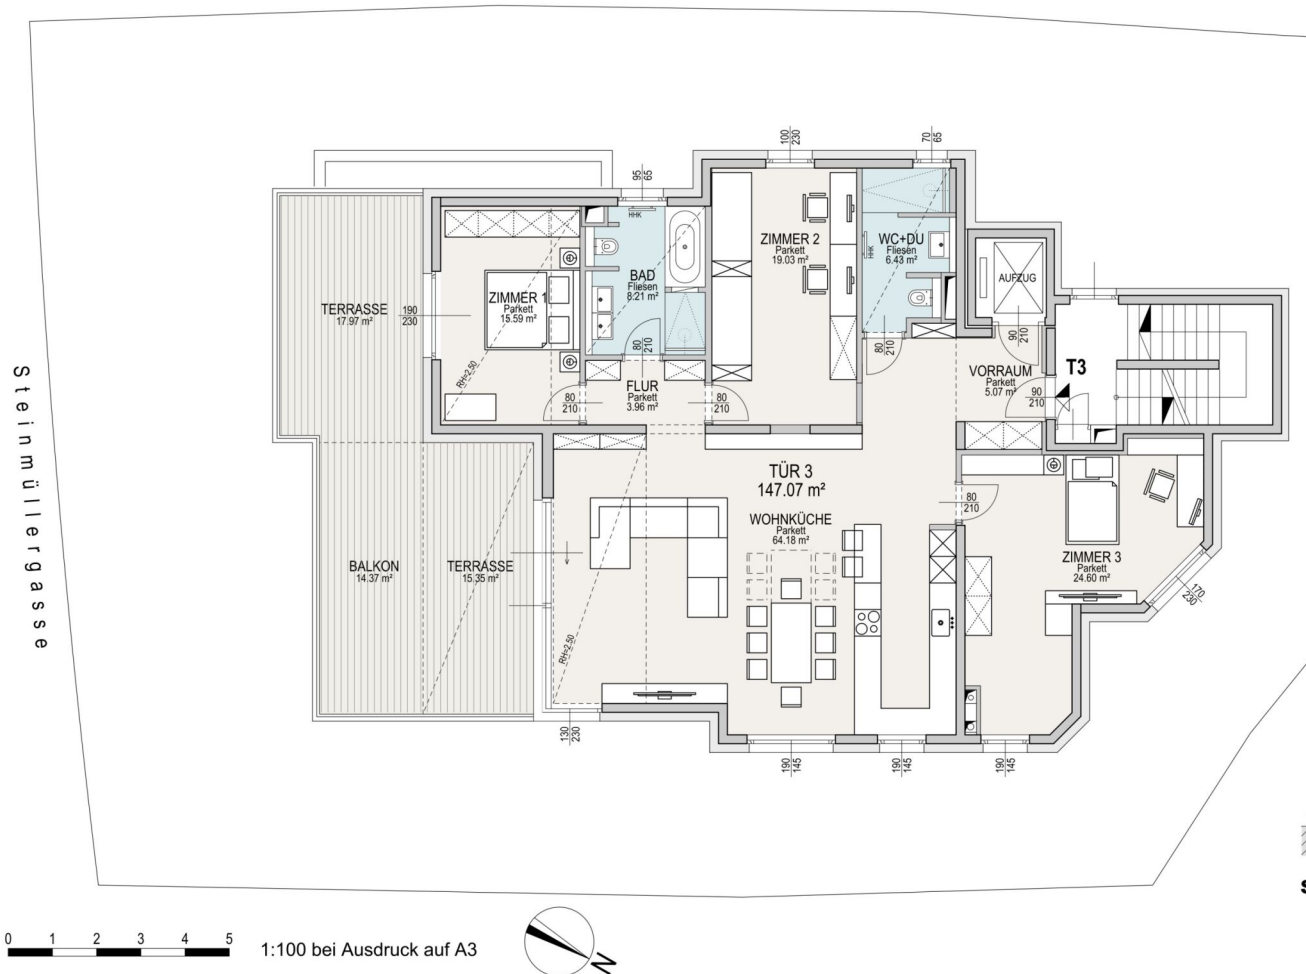 100
230
70
65
95
65
HHK
ZIMMER 2
Parkett
19.03 m²
WC+DU
Fliesen
6.43 m²
HHK
AUFZUG
BAD
Fliesen
8.21 m²
ZIMMER 1
Parkett
15.59 m²
TERRASSE
17.97 m²
190
230
RH=2.50
80
210
80
210
90
210
T3
VORRAUM
Parkett
5.07 m²
90
210
FLUR
Parkett
3.96 m²
80
210
80
210
Steinmüllergasse
TÜR 3
147.07 m²
80
210
WOHNKÜCHE
Parkett
64.18 m²
ZIMMER 3
Parkett
24.60 m²
BALKON
14.37 m²
TERRASSE
15.35 m²
170
230
RH=2.50
130
230
190
145
190
145
190
145
0 1 2 3 4 5
1:100 bei Ausdruck auf A3
N